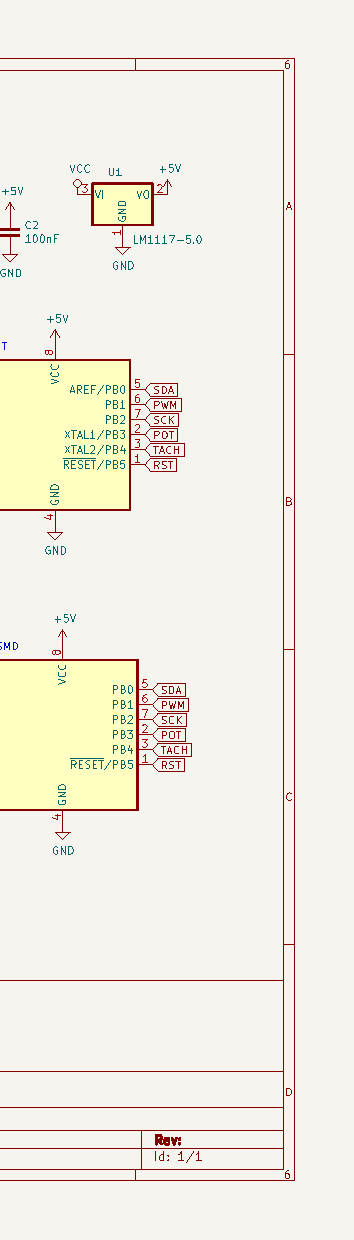 6
VCC
U1
+5V
3
VI
VO
2
GND
1
LM1117-5.0
GND
+5V
C2
100nF
GND
A
T
+5V
8
VCC
AREF/PB0
5
SDA
PB1
6
PWM
PB2
7
SCK
XTAL1/PB3
2
POT
XTAL2/PB4
3
TACH
RESET/PB5
1
RST
GND
4
GND
B
+5V
SMD
8
VCC
PB0
5
SDA
PB1
6
PWM
PB2
7
SCK
PB3
2
POT
PB4
3
TACH
RESET/PB5
1
RST
GND
4
GND
C
D
Rev:
Id: 1/1
6